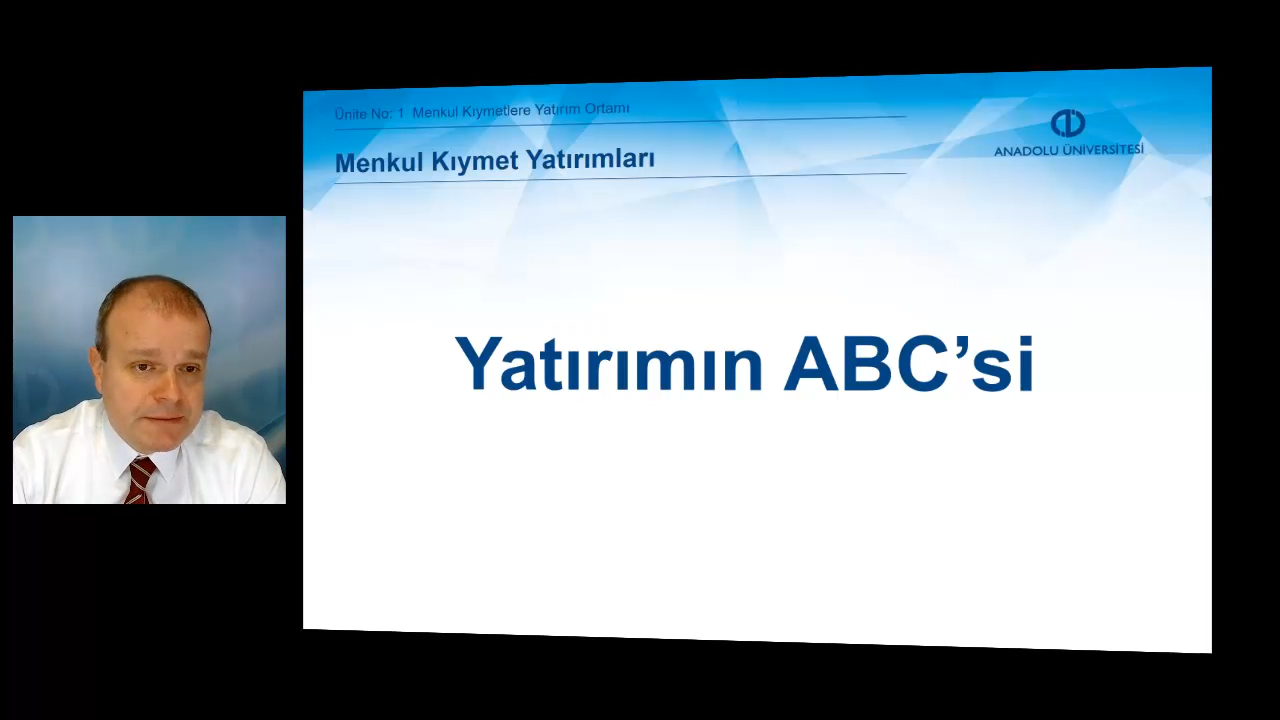 Ünite No: 1 Menkul Kıymetlere Yatırım Ortamı
Menkul Kıymet Yatırımları
ANADOLU ÜNİVERSİTESİ
Yatırımın ABC’si